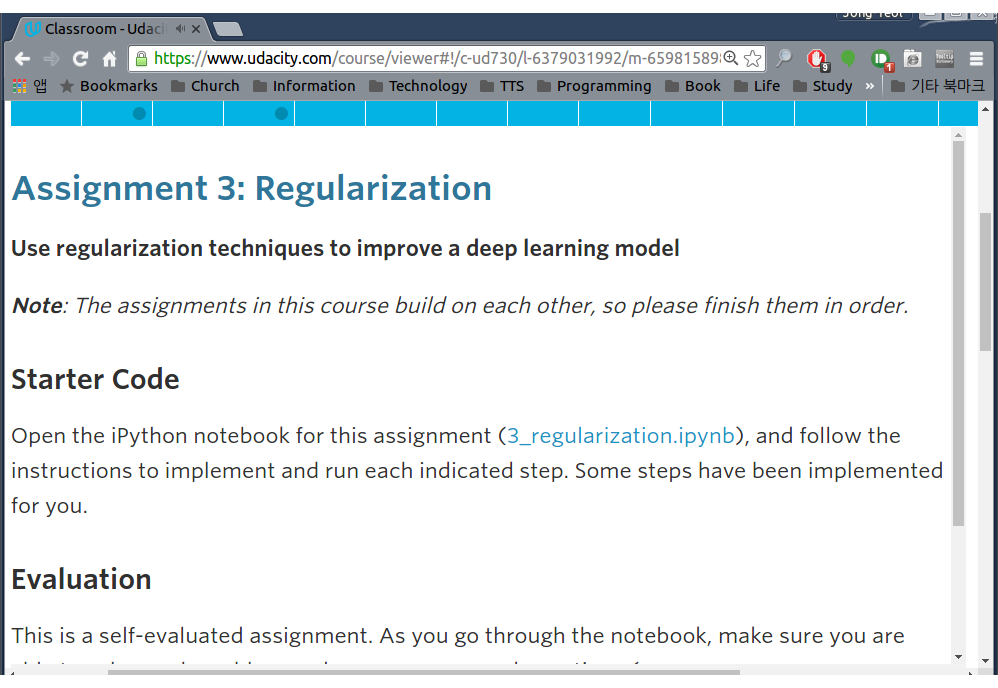 Jong Yeol
Classroom - Udaci
https://www.udacity.com/course/viewer#!/c-ud730/l-6379031992/m-65981589
9
1
앱 Bookmarks Church Information Technology TTS Programming Book Life Study » 기타 북마크
Assignment 3: Regularization
Use regularization techniques to improve a deep learning model
Note: The assignments in this course build on each other, so please finish them in order.
Starter Code
Open the iPython notebook for this assignment (3_regularization.ipynb), and follow the
instructions to implement and run each indicated step. Some steps have been implemented
for you.
Evaluation
This is a self-evaluated assignment. As you go through the notebook, make sure you are